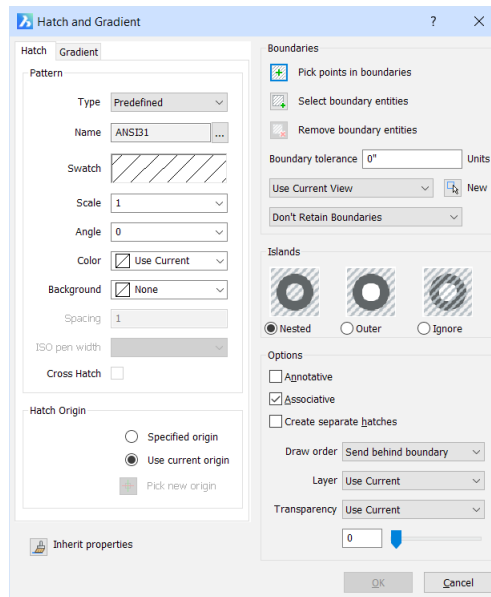 Hatch and Gradient
?
Hatch Gradient
Pattern
Type Predefined
Name ANSI31 ...
Swatch
Scale 1
Angle 0
Color Use Current
Background None
Spacing 1
ISO pen width
Cross Hatch
Hatch Origin
Specified origin
Use current origin
Pick new origin
Inherit properties
Boundaries
Pick points in boundaries
Select boundary entities
Remove boundary entities
Boundary tolerance 0" Units
Use Current View New
Don't Retain Boundaries
Islands
Nested Outer Ignore
Options
Annotative
Associative
Create separate hatches
Draw order Send behind boundary
Layer Use Current
Transparency Use Current
0
OK Cancel